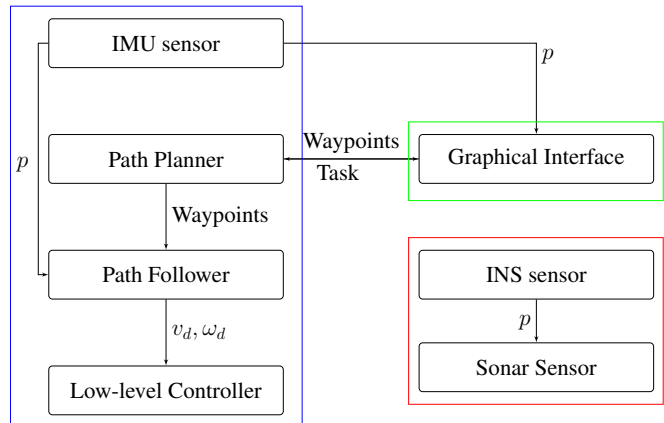 IMU sensor
p
p
Waypoints
Path Planner
Graphical Interface
Task
Waypoints
Path Follower
INS sensor
p
v_d, ω_d
Sonar Sensor
Low-level Controller